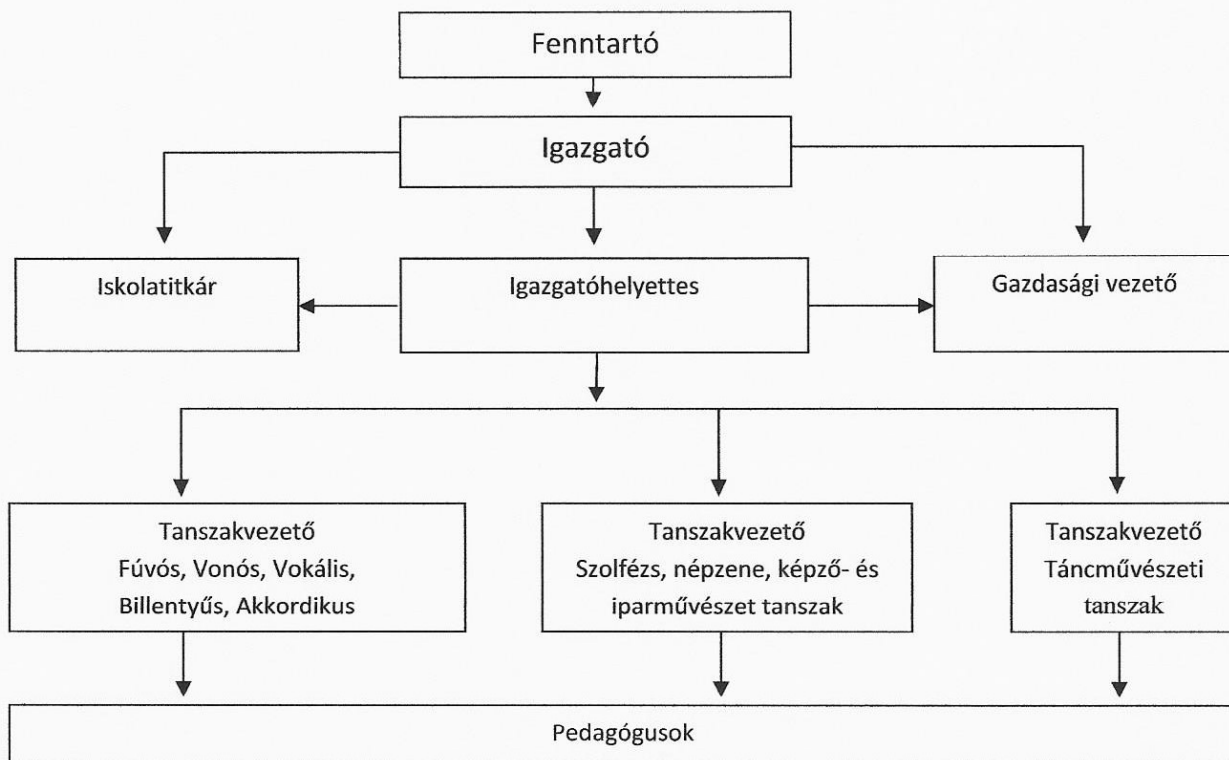 Fenntartó
Igazgató
Iskolatitkár
Igazgatóhelyettes
Gazdasági vezető
Tanszakvezető
Fúvós, Vonós, Vokális,
Billentyűs, Akkordikus
Tanszakvezető
Szolfézs, népzene, képző- és
iparművészet tanszak
Tanszakvezető
Táncművészeti
tanszak
Pedagógusok